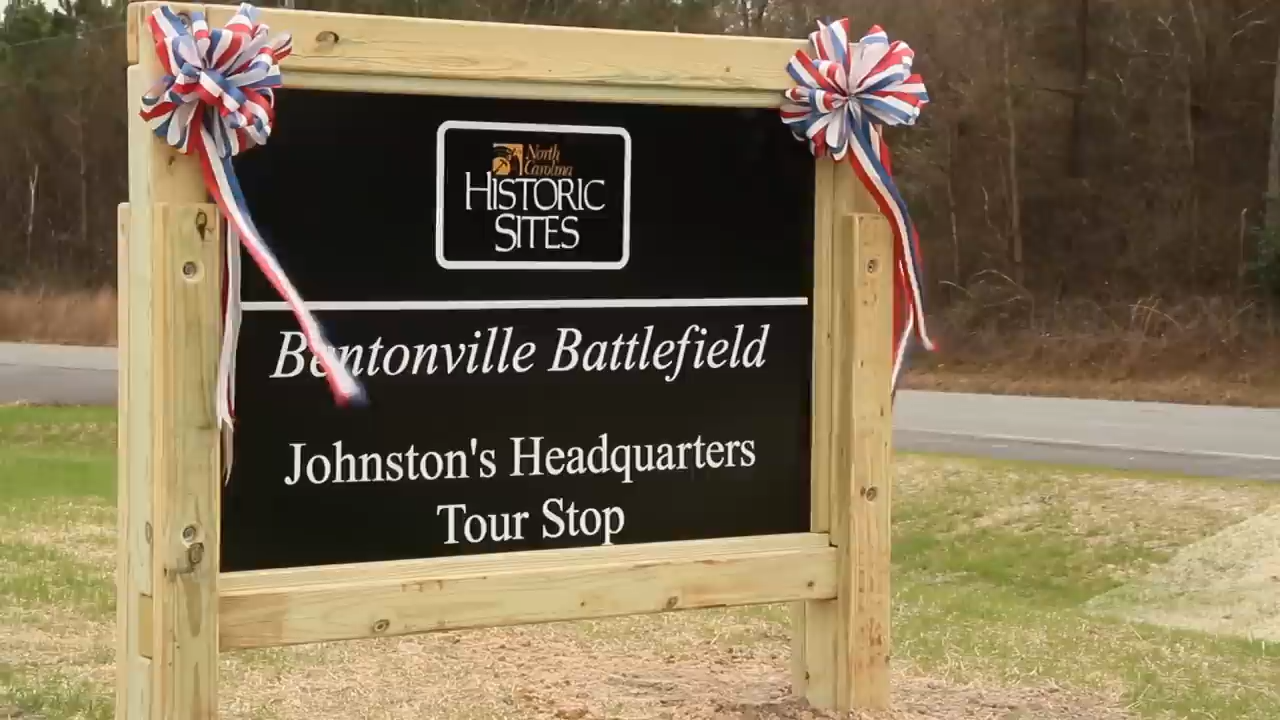 North
Carolina
HISTORIC
SITES
Bentonville Battlefield
Johnston's Headquarters
Tour Stop